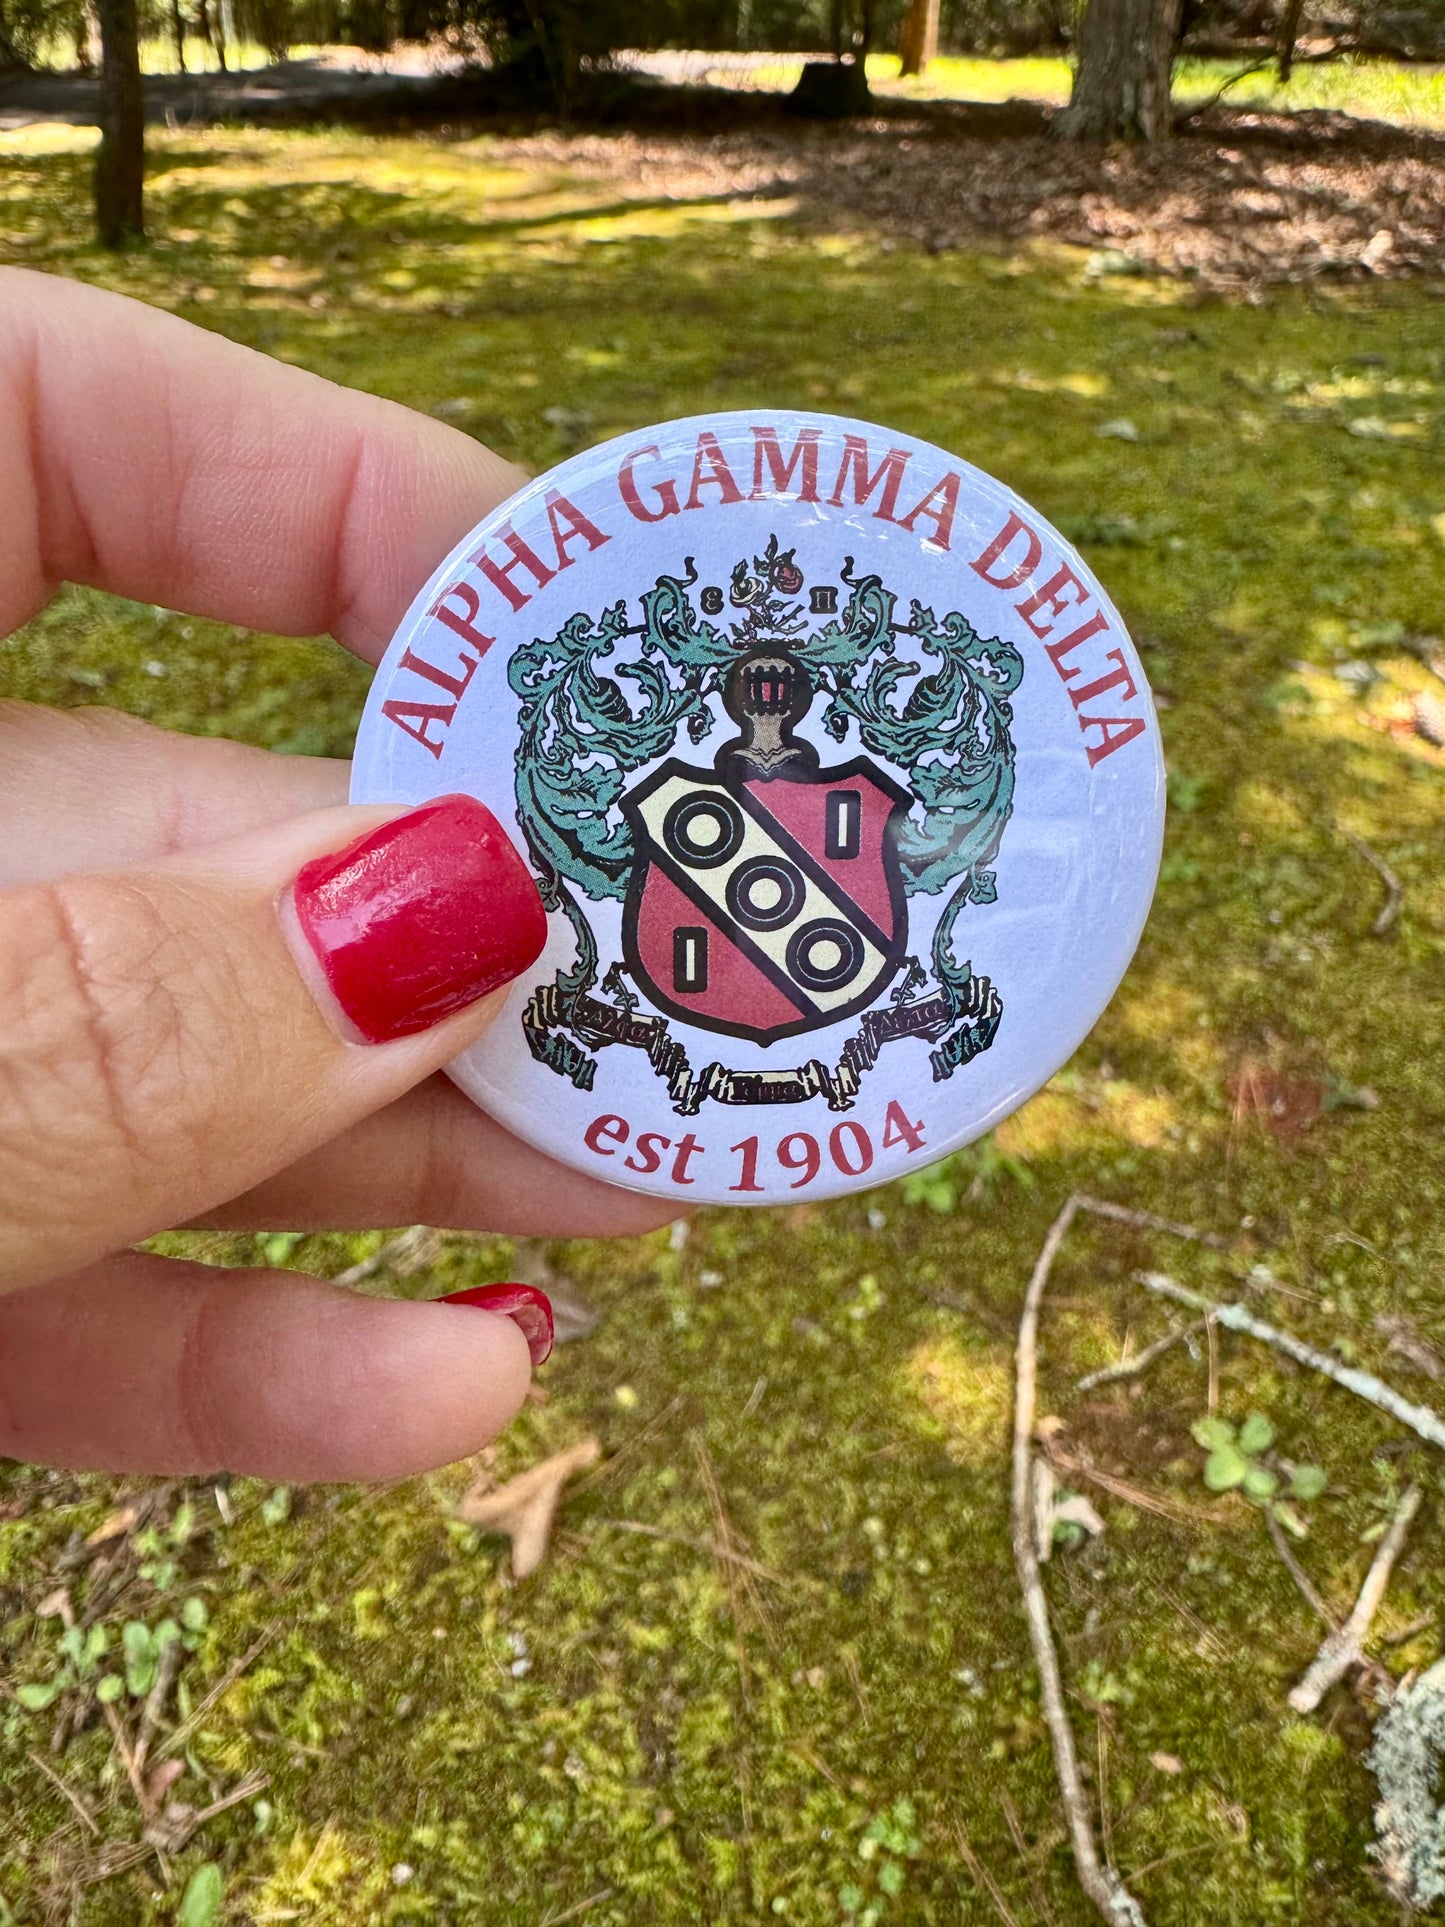 ALPHA GAMMA DELTA
ε π
est 1904